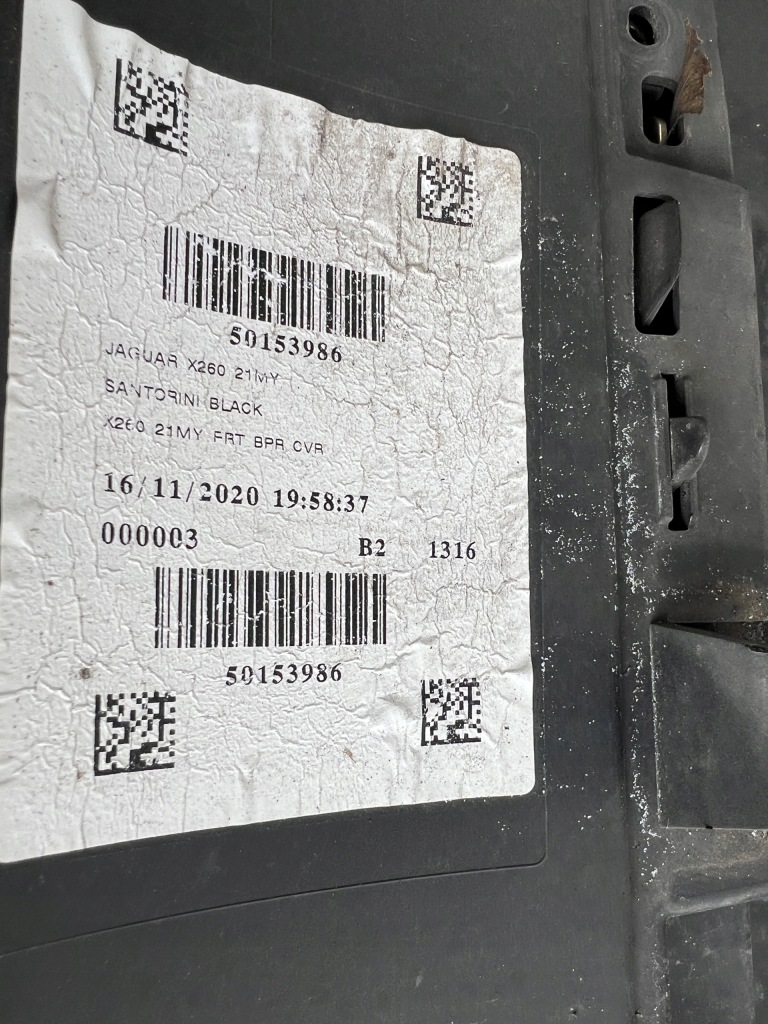 50153986
JAGUAR X260 21MY
SANTORINI BLACK
X260 21MY FRT BPR CVR
16/11/2020 19:58:37
000003 B2 1316
50153986